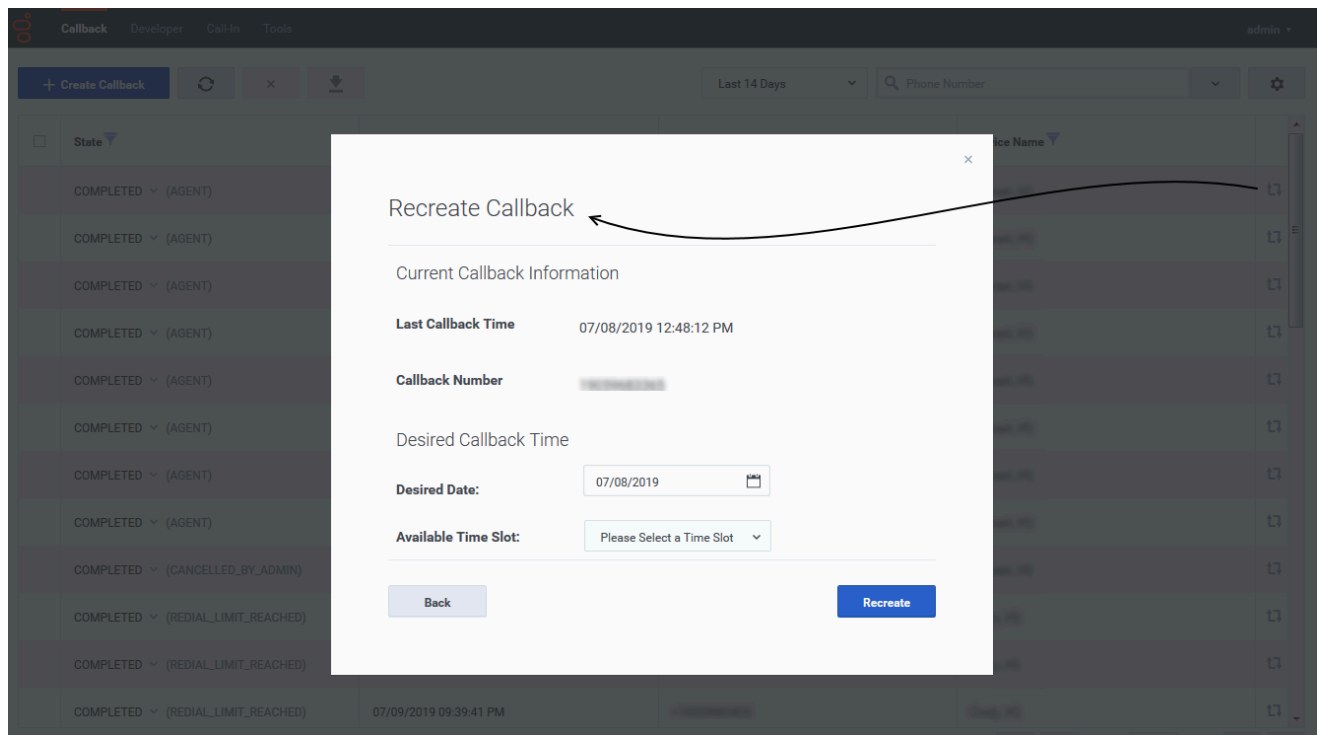 Callback Developer Call-In Tools admin
Create Callback Last 14 Days Phone Number
State ice Name
COMPLETED (AGENT)
COMPLETED (AGENT)
COMPLETED (AGENT)
COMPLETED (AGENT)
COMPLETED (AGENT)
COMPLETED (AGENT)
COMPLETED (AGENT)
COMPLETED (AGENT)
COMPLETED (CANCELLED_BY_ADMIN)
COMPLETED (REDIAL_LIMIT_REACHED)
COMPLETED (REDIAL_LIMIT_REACHED)
COMPLETED (REDIAL_LIMIT_REACHED) 07/09/2019 09:39:41 PM
Recreate Callback
Current Callback Information
Last Callback Time 07/08/2019 12:48:12 PM
Callback Number
Desired Callback Time
Desired Date: 07/08/2019
Available Time Slot: Please Select a Time Slot
Back Recreate